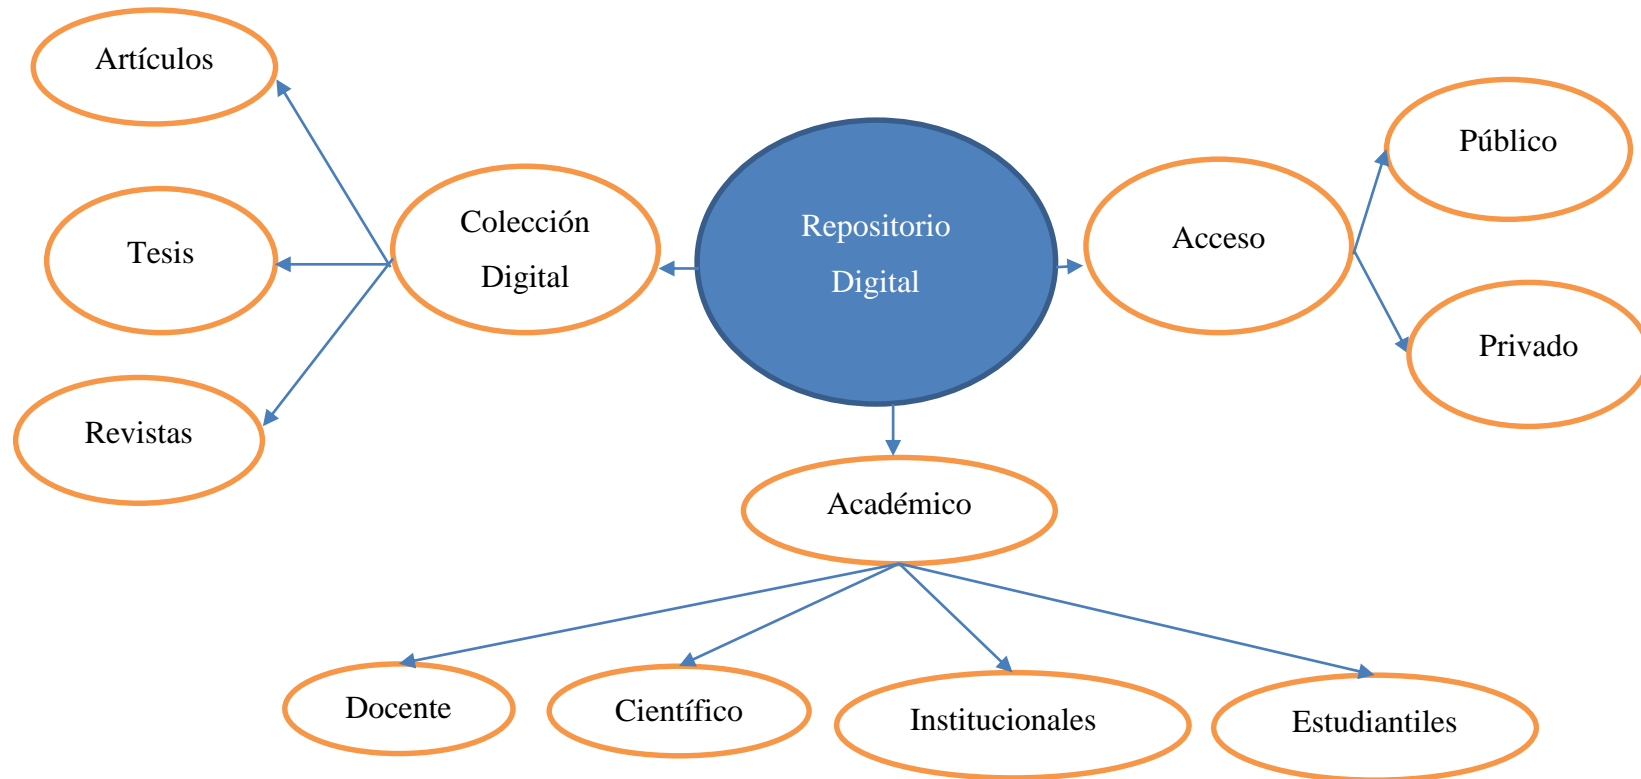 Artículos
Tesis
Revistas
Colección
Digital
Repositorio
Digital
Acceso
Público
Privado
Académico
Docente
Científico
Institucionales
Estudiantiles